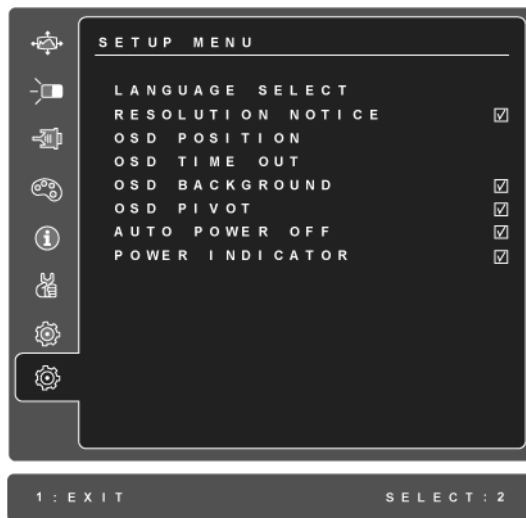 SETUP MENU
LANGUAGE SELECT
RESOLUTION NOTICE
OSD POSITION
OSD TIME OUT
OSD BACKGROUND
OSD PIVOT
AUTO POWER OFF
POWER INDICATOR
1:EXIT SELECT:2